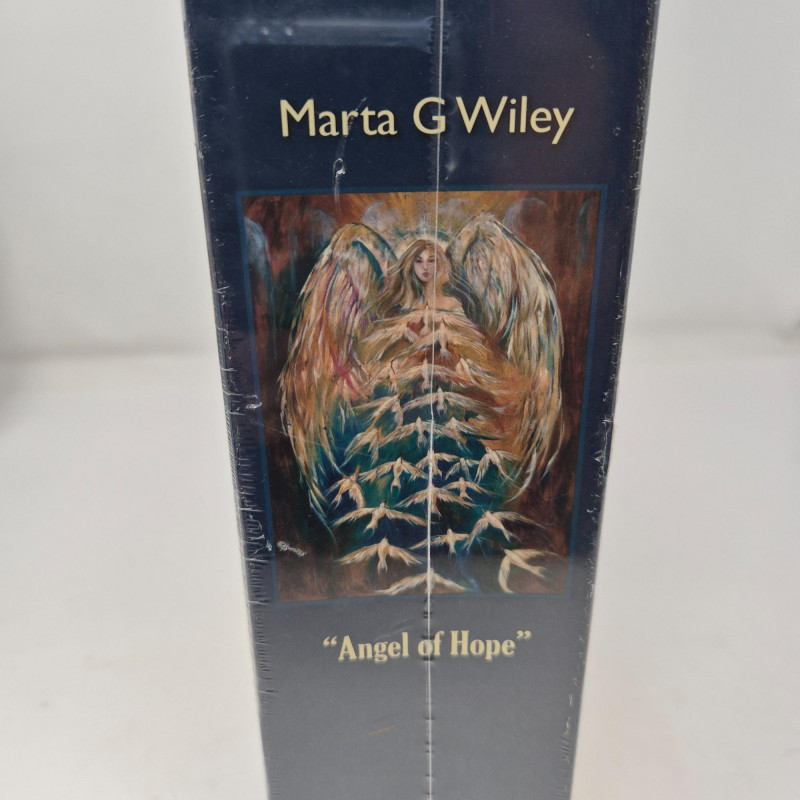 Marta G Wiley
“Angel of Hope”